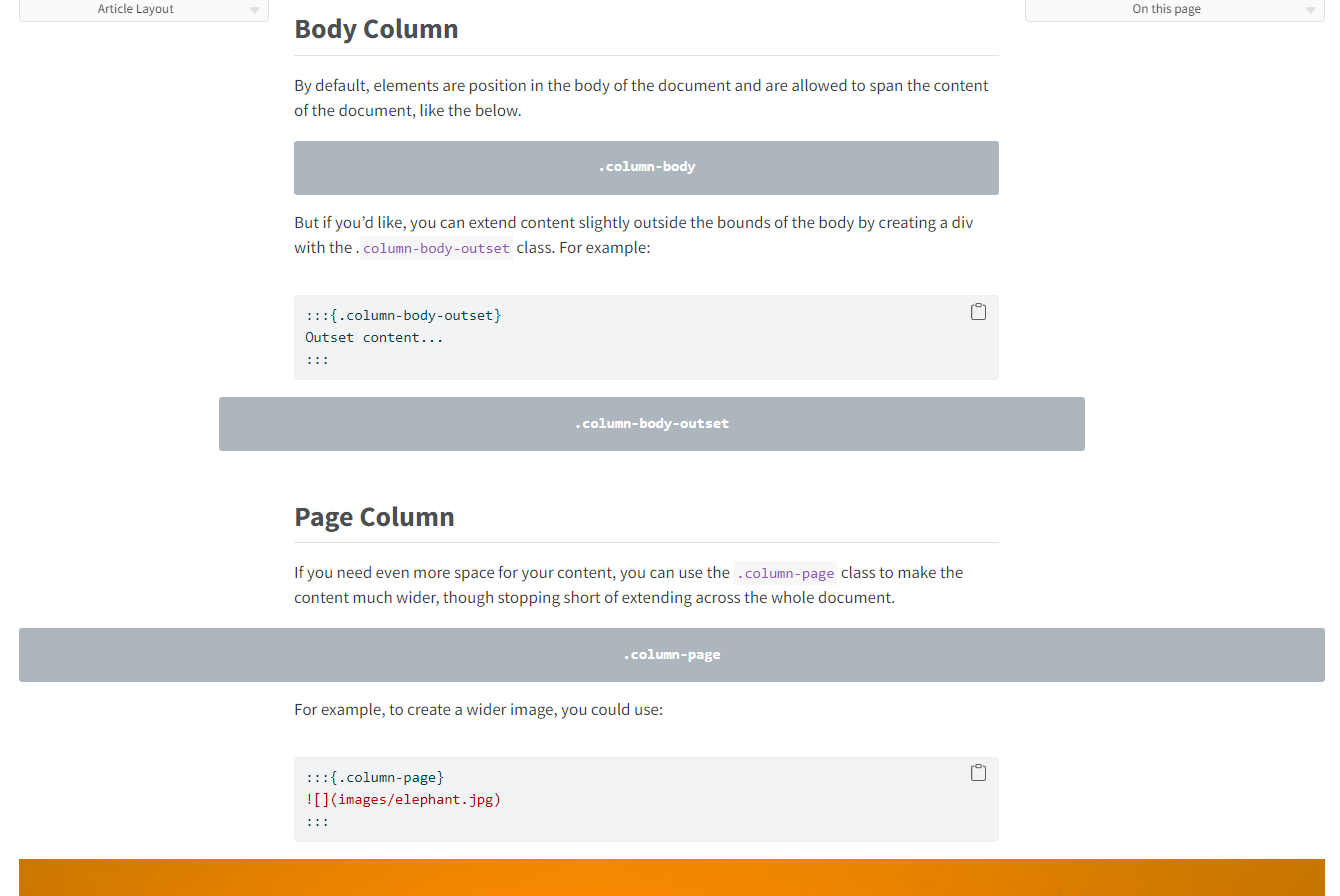 Article Layout
On this page
Body Column
By default, elements are position in the body of the document and are allowed to span the content
of the document, like the below.
.column-body
But if you’d like, you can extend content slightly outside the bounds of the body by creating a div
with the .column-body-outset class. For example:
:::{.column-body-outset}
Outset content...
:::
.column-body-outset
Page Column
If you need even more space for your content, you can use the .column-page class to make the
content much wider, though stopping short of extending across the whole document.
.column-page
For example, to create a wider image, you could use:
:::{.column-page}
![](images/elephant.jpg)
:::